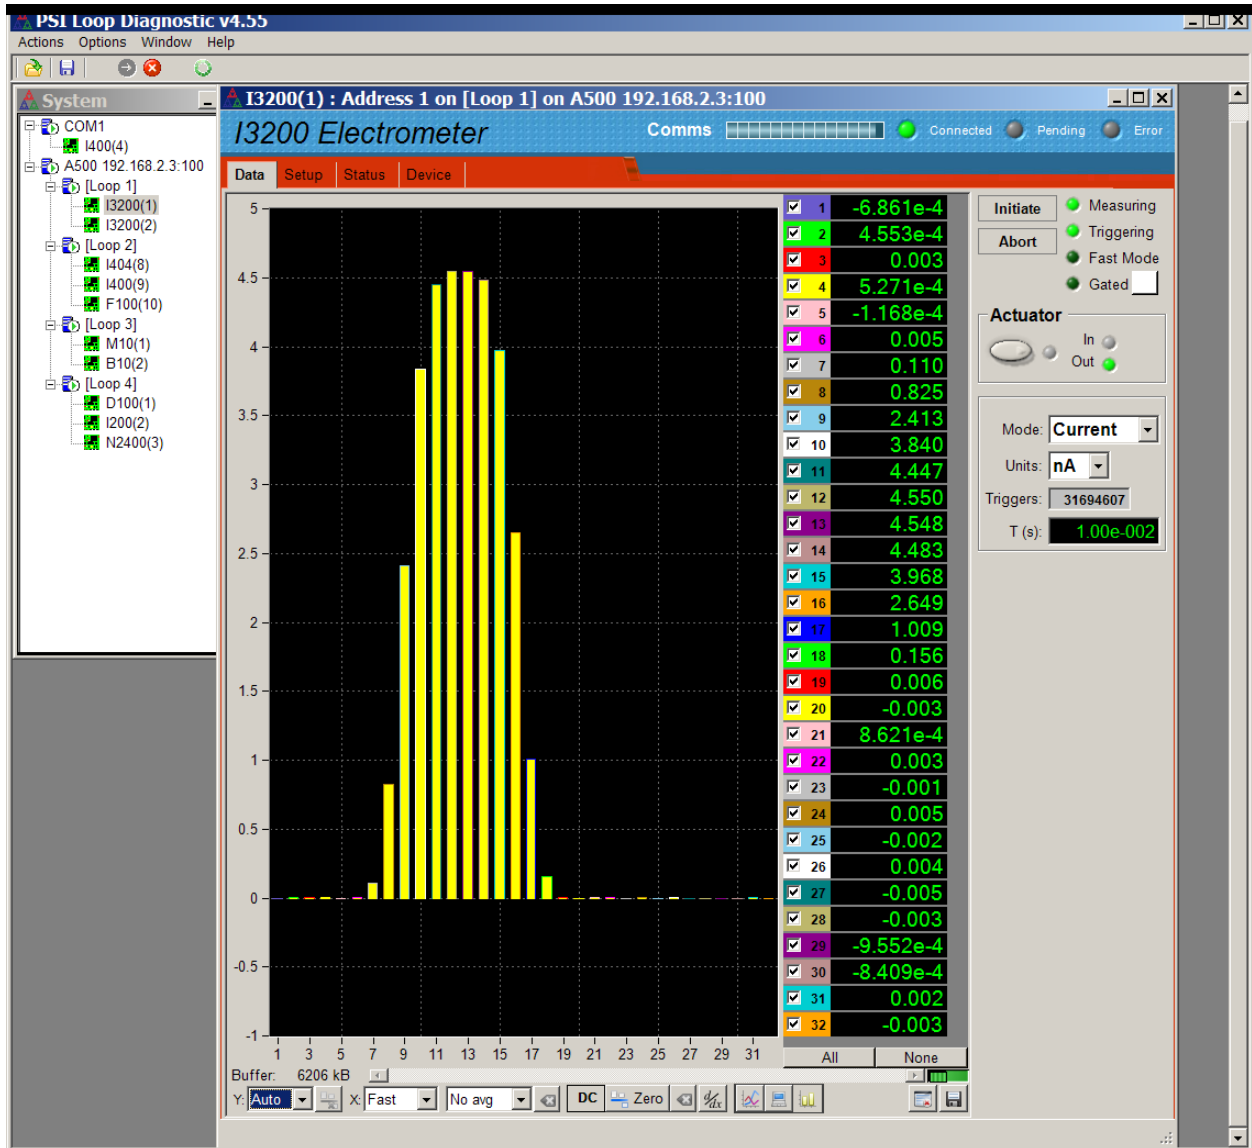 PSI Loop Diagnostic v4.55
Actions Options Window Help
System
COM1
I400(4)
A500 192.168.2.3:100
[Loop 1]
I3200(1)
I3200(2)
[Loop 2]
I404(8)
I400(9)
F100(10)
[Loop 3]
M10(1)
B10(2)
[Loop 4]
D100(1)
I200(2)
N2400(3)
I3200(1) : Address 1 on [Loop 1] on A500 192.168.2.3:100
I3200 Electrometer
Comms Connected Pending Error
Data Setup Status Device
5
4.5
4
3.5
3
2.5
2
1.5
1
0.5
0
-0.5
-1
1 3 5 7 9 11 13 15 17 19 21 23 25 27 29 31
1 -6.861e-4
2 4.553e-4
3 0.003
4 5.271e-4
5 -1.168e-4
6 0.005
7 0.110
8 0.825
9 2.413
10 3.840
11 4.447
12 4.550
13 4.548
14 4.483
15 3.968
16 2.649
17 1.009
18 0.156
19 0.006
20 -0.003
21 8.621e-4
22 0.003
23 -0.001
24 0.005
25 -0.002
26 0.004
27 -0.005
28 -0.003
29 -9.552e-4
30 -8.409e-4
31 0.002
32 -0.003
All None
Initiate Measuring
Abort Triggering
Fast Mode
Gated
Actuator
In
Out
Mode: Current
Units: nA
Triggers: 31694607
T (s): 1.00e-002
Buffer: 6206 kB
Y: Auto X: Fast No avg DC Zero d/dx